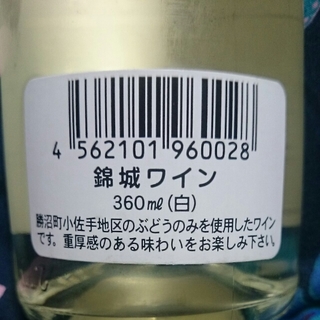 4 562101 960028
錦城ワイン
360ml(白)
勝沼町小佐手地区のぶどうのみを使用したワイン
です。重厚感のある味わいをお楽しみ下さい。